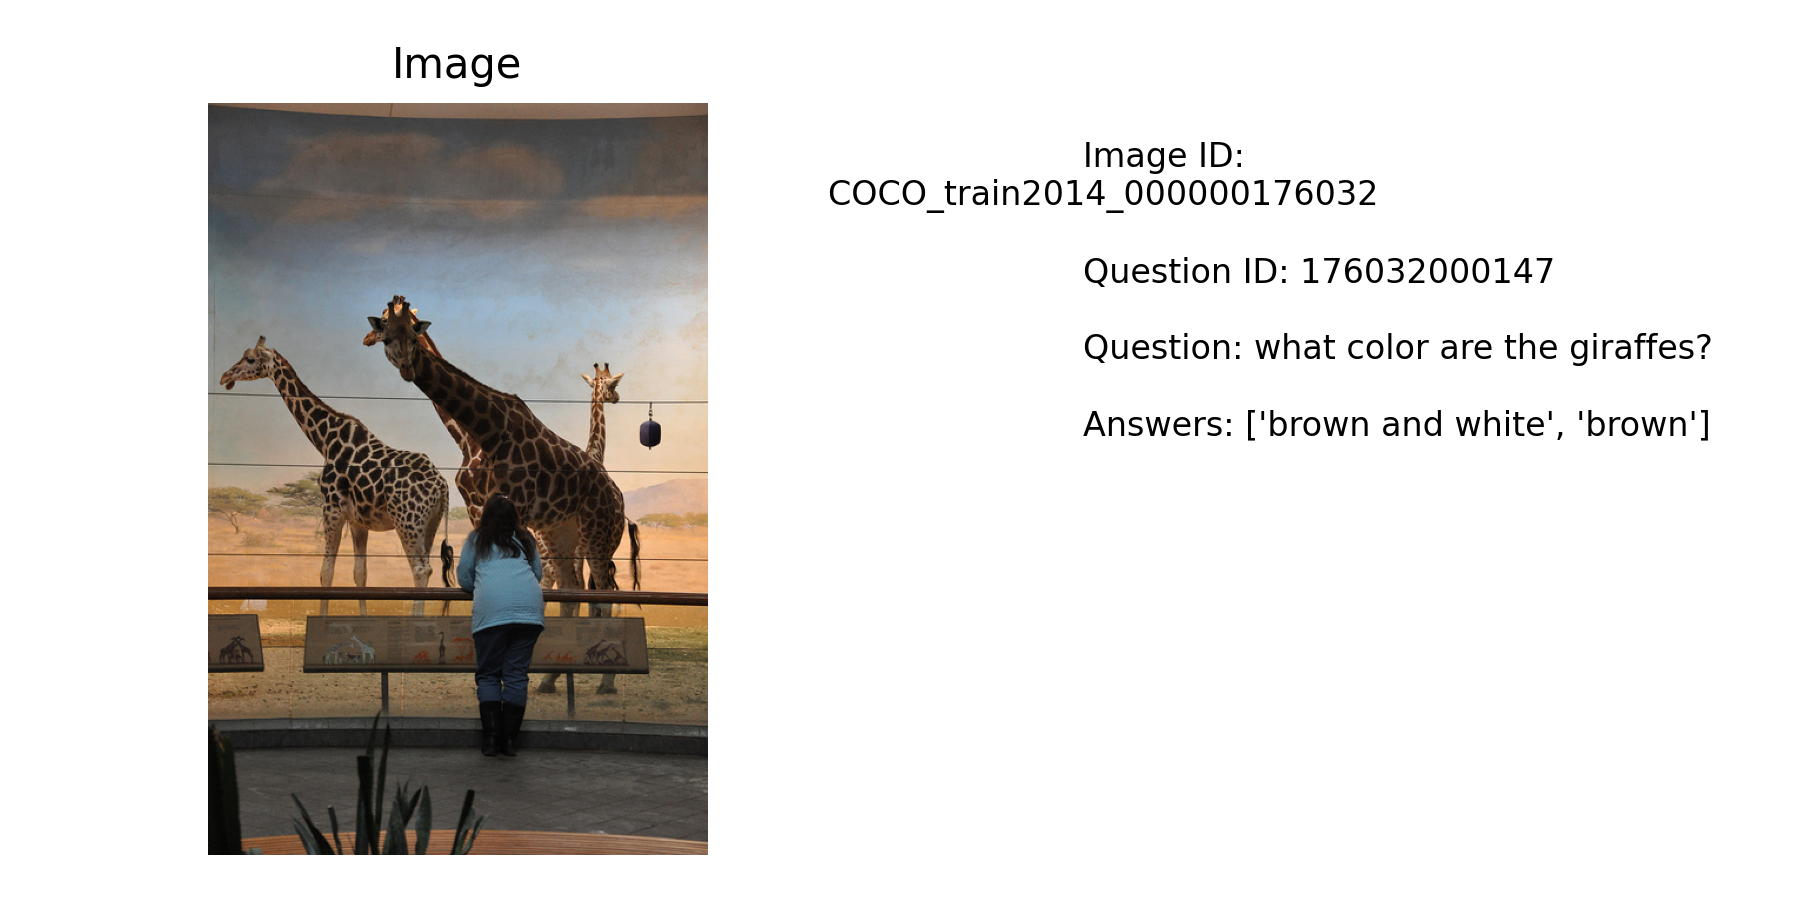 Image
Image ID:
COCO_train2014_000000176032
Question ID: 176032000147
Question: what color are the giraffes?
Answers: ['brown and white', 'brown']